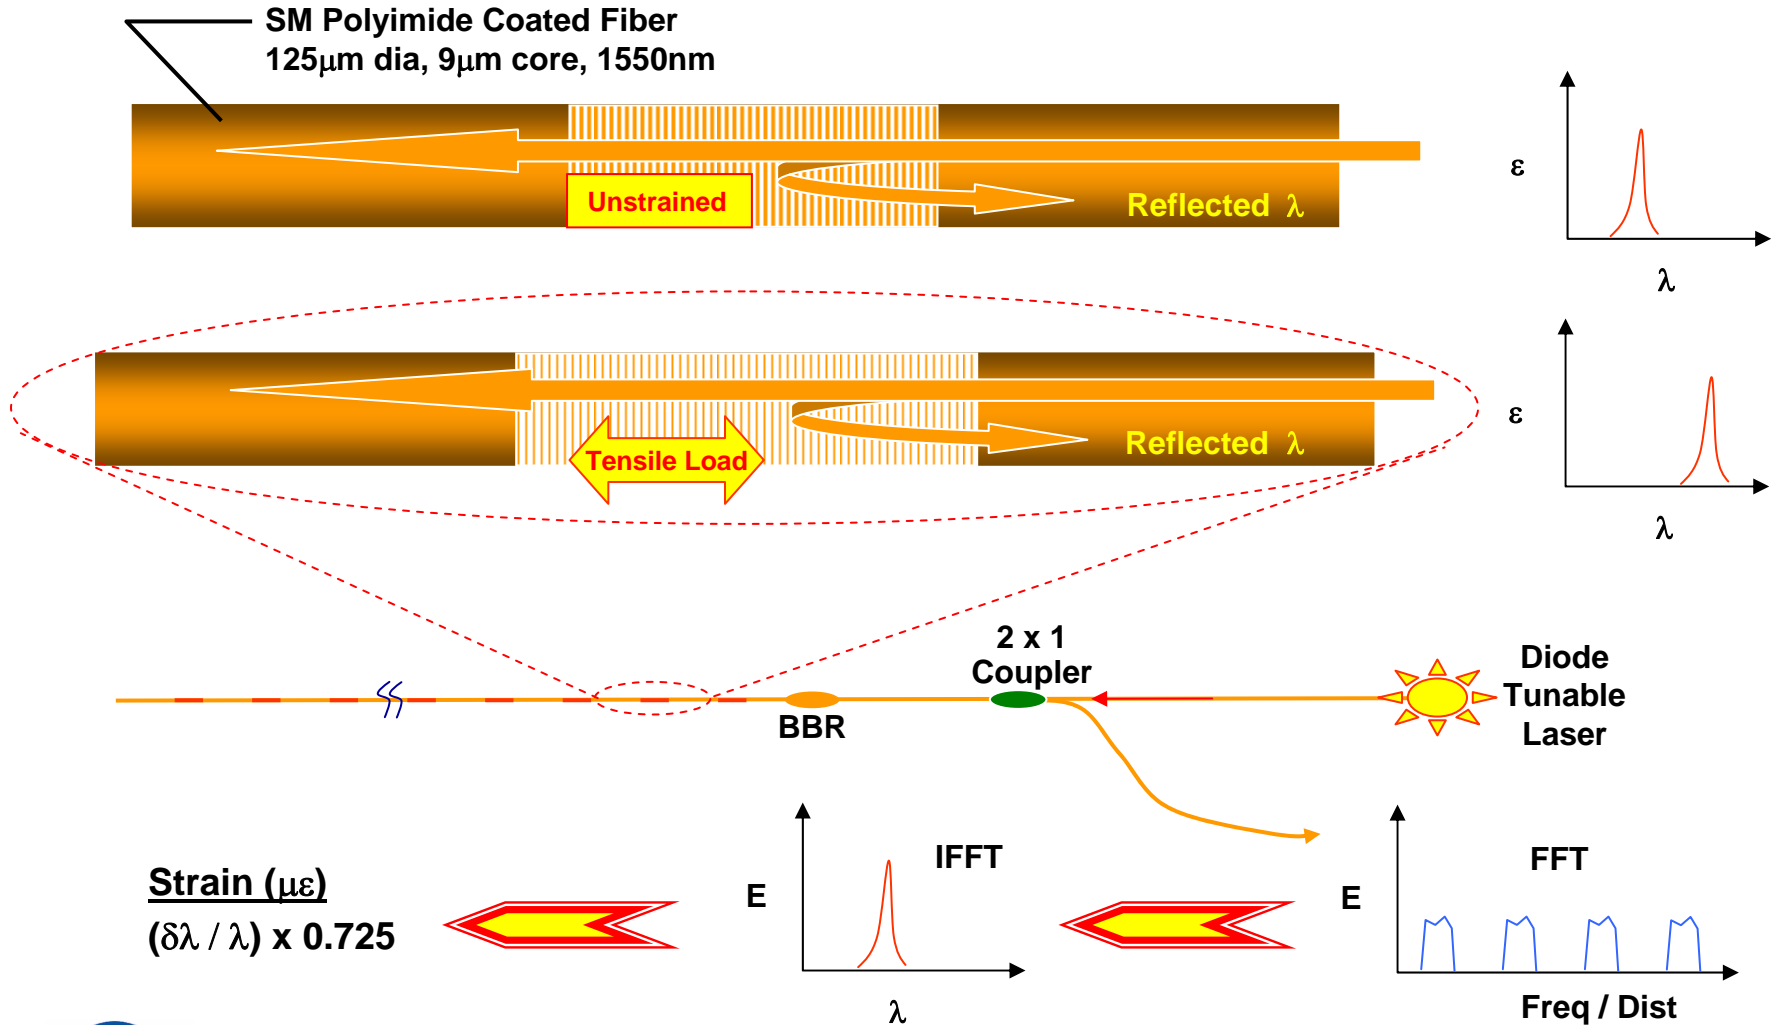 SM Polyimide Coated Fiber
125μm dia, 9μm core, 1550nm
Unstrained
Reflected λ
ε
λ
Tensile Load
Reflected λ
ε
λ
2 x 1
Coupler
BBR
Diode
Tunable
Laser
Strain (με)
(δλ / λ) x 0.725
E
IFFT
λ
E
FFT
Freq / Dist